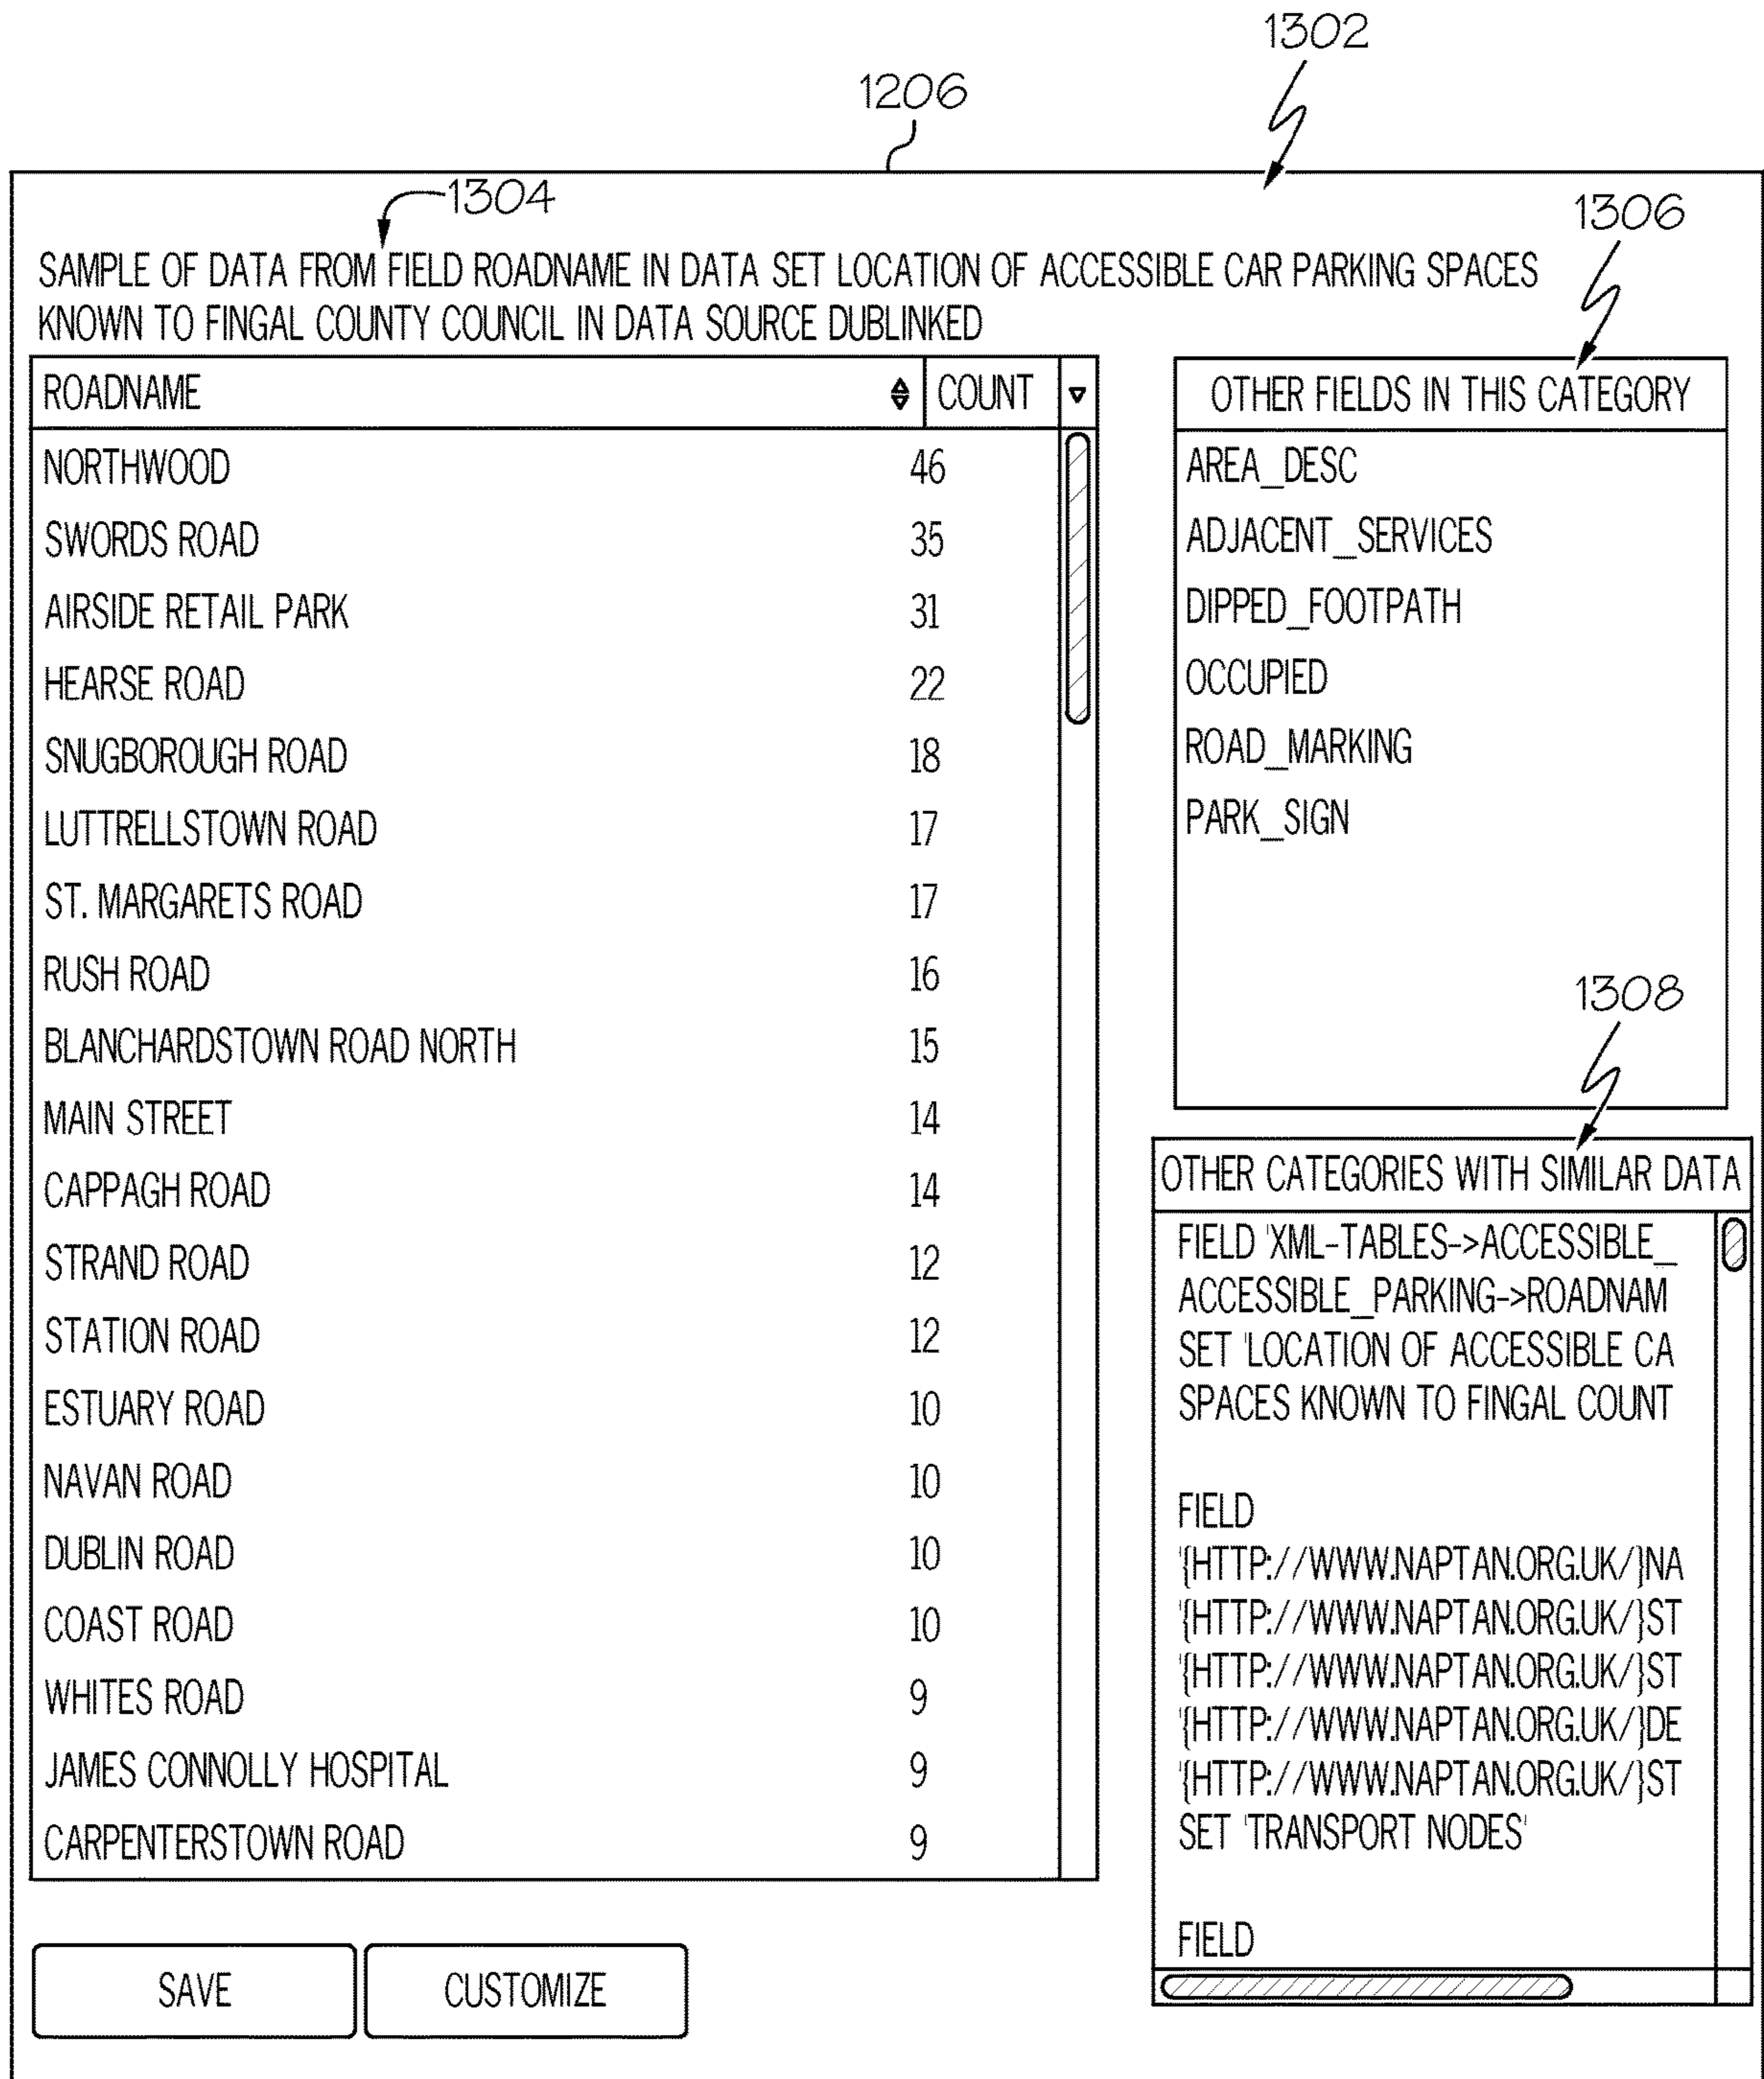 1302
1206
1304
1306
SAMPLE OF DATA FROM FIELD ROADNAME IN DATA SET LOCATION OF ACCESSIBLE CAR PARKING SPACES
KNOWN TO FINGAL COUNTY COUNCIL IN DATA SOURCE DUBLINKED
ROADNAME COUNT
NORTHWOOD 46
SWORDS ROAD 35
AIRSIDE RETAIL PARK 31
HEARSE ROAD 22
SNUGBOROUGH ROAD 18
LUTTRELLSTOWN ROAD 17
ST. MARGARETS ROAD 17
RUSH ROAD 16
BLANCHARDSTOWN ROAD NORTH 15
MAIN STREET 14
CAPPAGH ROAD 14
STRAND ROAD 12
STATION ROAD 12
ESTUARY ROAD 10
NAVAN ROAD 10
DUBLIN ROAD 10
COAST ROAD 10
WHITES ROAD 9
JAMES CONNOLLY HOSPITAL 9
CARPENTERSTOWN ROAD 9
OTHER FIELDS IN THIS CATEGORY
AREA_DESC
ADJACENT_SERVICES
DIPPED_FOOTPATH
OCCUPIED
ROAD_MARKING
PARK_SIGN
1308
OTHER CATEGORIES WITH SIMILAR DATA
FIELD 'XML-TABLES->ACCESSIBLE_
ACCESSIBLE_PARKING->ROADNAM
SET 'LOCATION OF ACCESSIBLE CA
SPACES KNOWN TO FINGAL COUNT
FIELD
'{HTTP://WWW.NAPTAN.ORG.UK/}NA
'{HTTP://WWW.NAPTAN.ORG.UK/}ST
'{HTTP://WWW.NAPTAN.ORG.UK/}ST
'{HTTP://WWW.NAPTAN.ORG.UK/}DE
'{HTTP://WWW.NAPTAN.ORG.UK/}ST
SET 'TRANSPORT NODES'
FIELD
SAVE
CUSTOMIZE